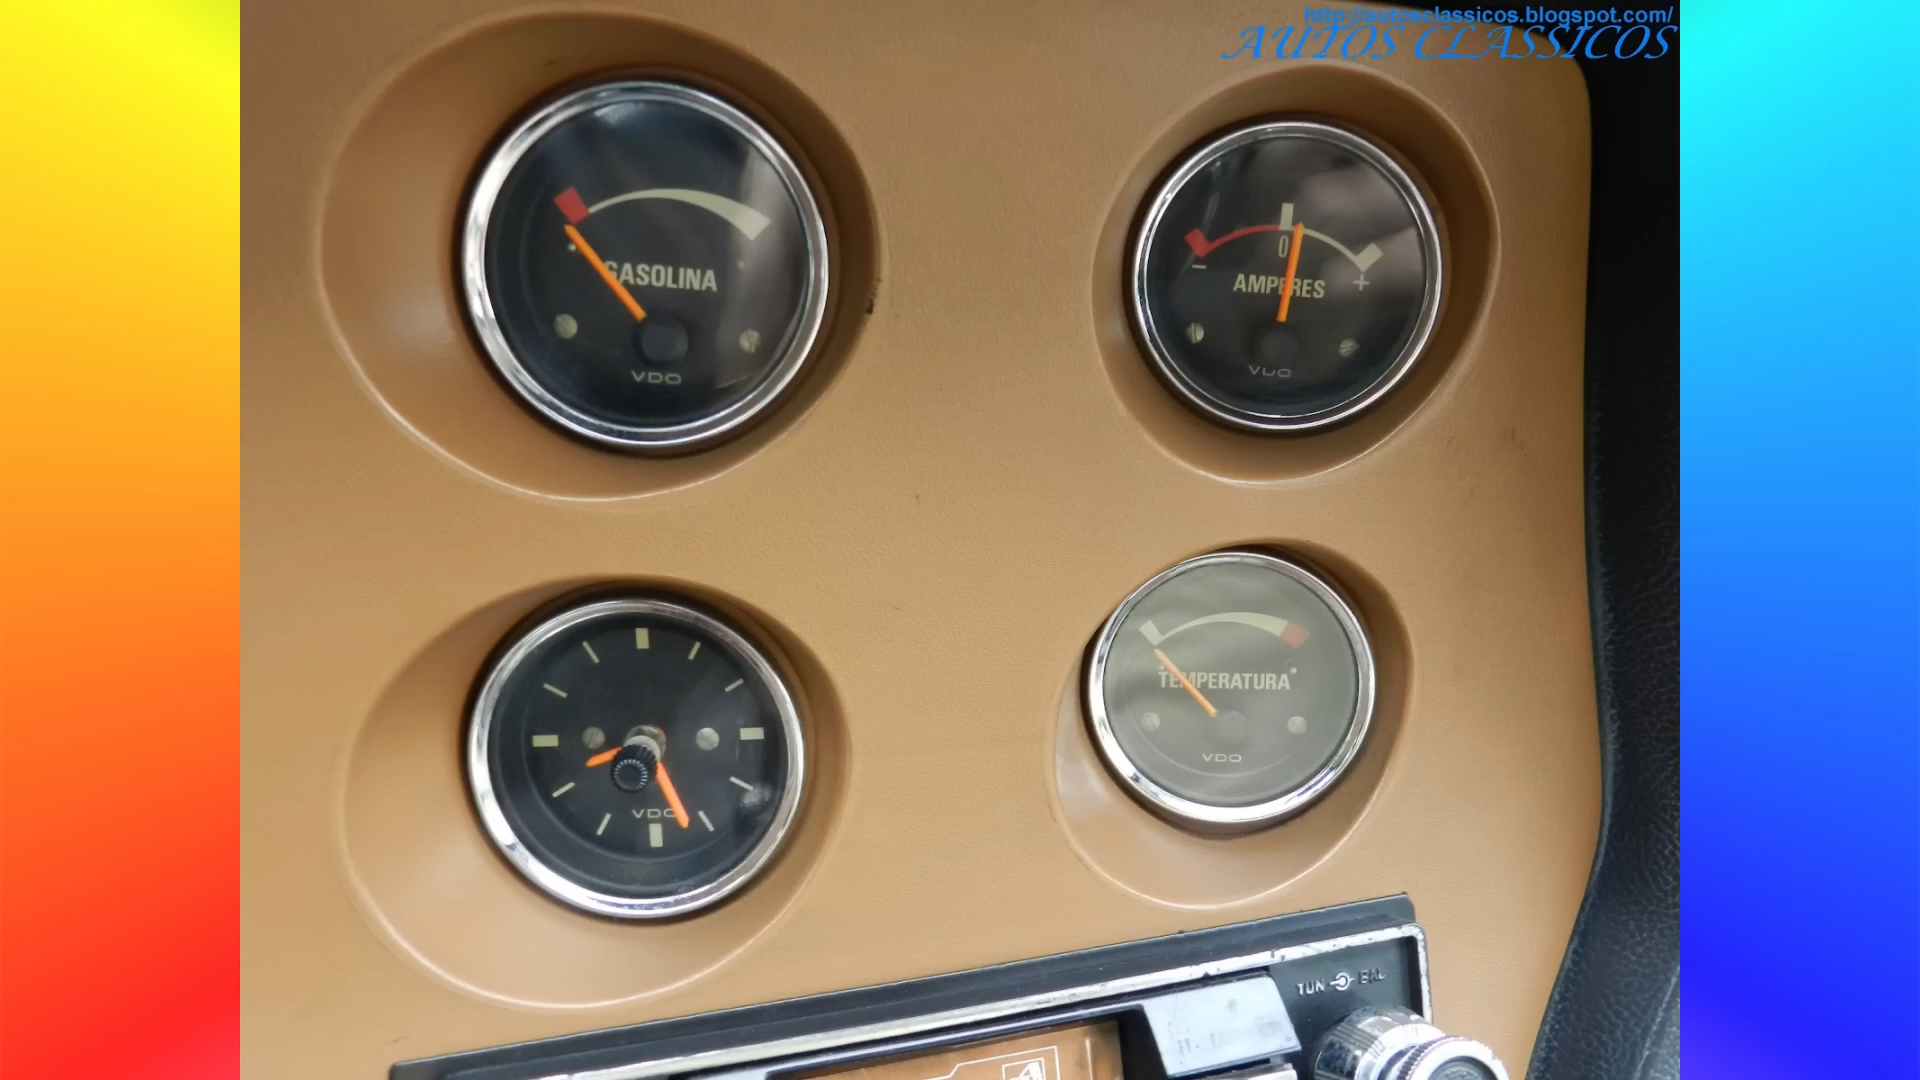 http://autosclassicos.blogspot.com/
AUTOS CLASSICOS
GASOLINA
VDO
0
- +
AMPERES
VDO
VDO
TEMPERATURA
VDO
TUN BAL